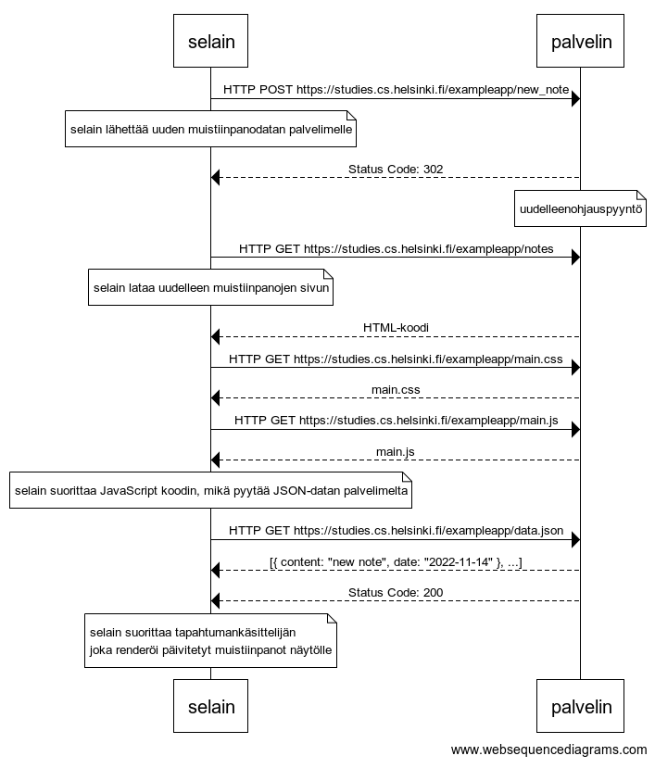 selain
palvelin
HTTP POST https://studies.cs.helsinki.fi/exampleapp/new_note
selain lähettää uuden muistiinpanodatan palvelimelle
Status Code: 302
uudelleenohjauspyyntö
HTTP GET https://studies.cs.helsinki.fi/exampleapp/notes
selain lataa uudelleen muistiinpanojen sivun
HTML-koodi
HTTP GET https://studies.cs.helsinki.fi/exampleapp/main.css
main.css
HTTP GET https://studies.cs.helsinki.fi/exampleapp/main.js
main.js
selain suorittaa JavaScript koodin, mikä pyytää JSON-datan palvelimelta
HTTP GET https://studies.cs.helsinki.fi/exampleapp/data.json
[{ content: "new note", date: "2022-11-14" }, ...]
Status Code: 200
selain suorittaa tapahtumankäsittelijän
joka renderöi päivitetyt muistiinpanot näytölle
selain
palvelin
www.websequencediagrams.com